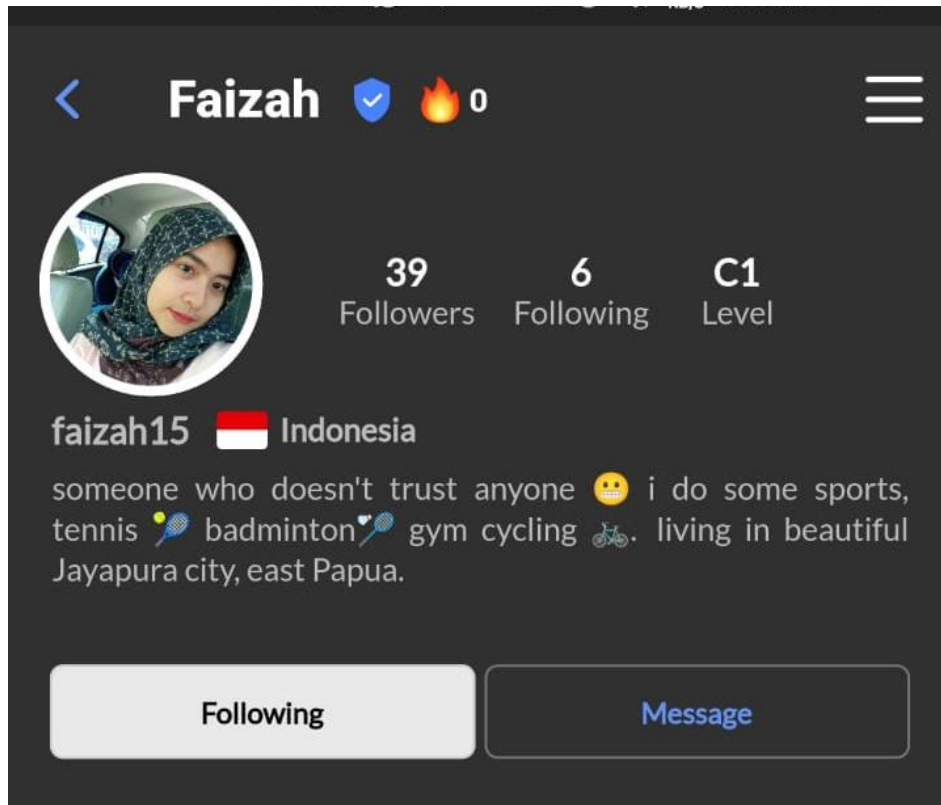 Faizah 0
39 6 C1
Followers Following Level
faizah15 Indonesia
someone who doesn't trust anyone 😬 i do some sports,
tennis 🎾 badminton🏸 gym cycling 🚲. living in beautiful
Jayapura city, east Papua.
Following Message